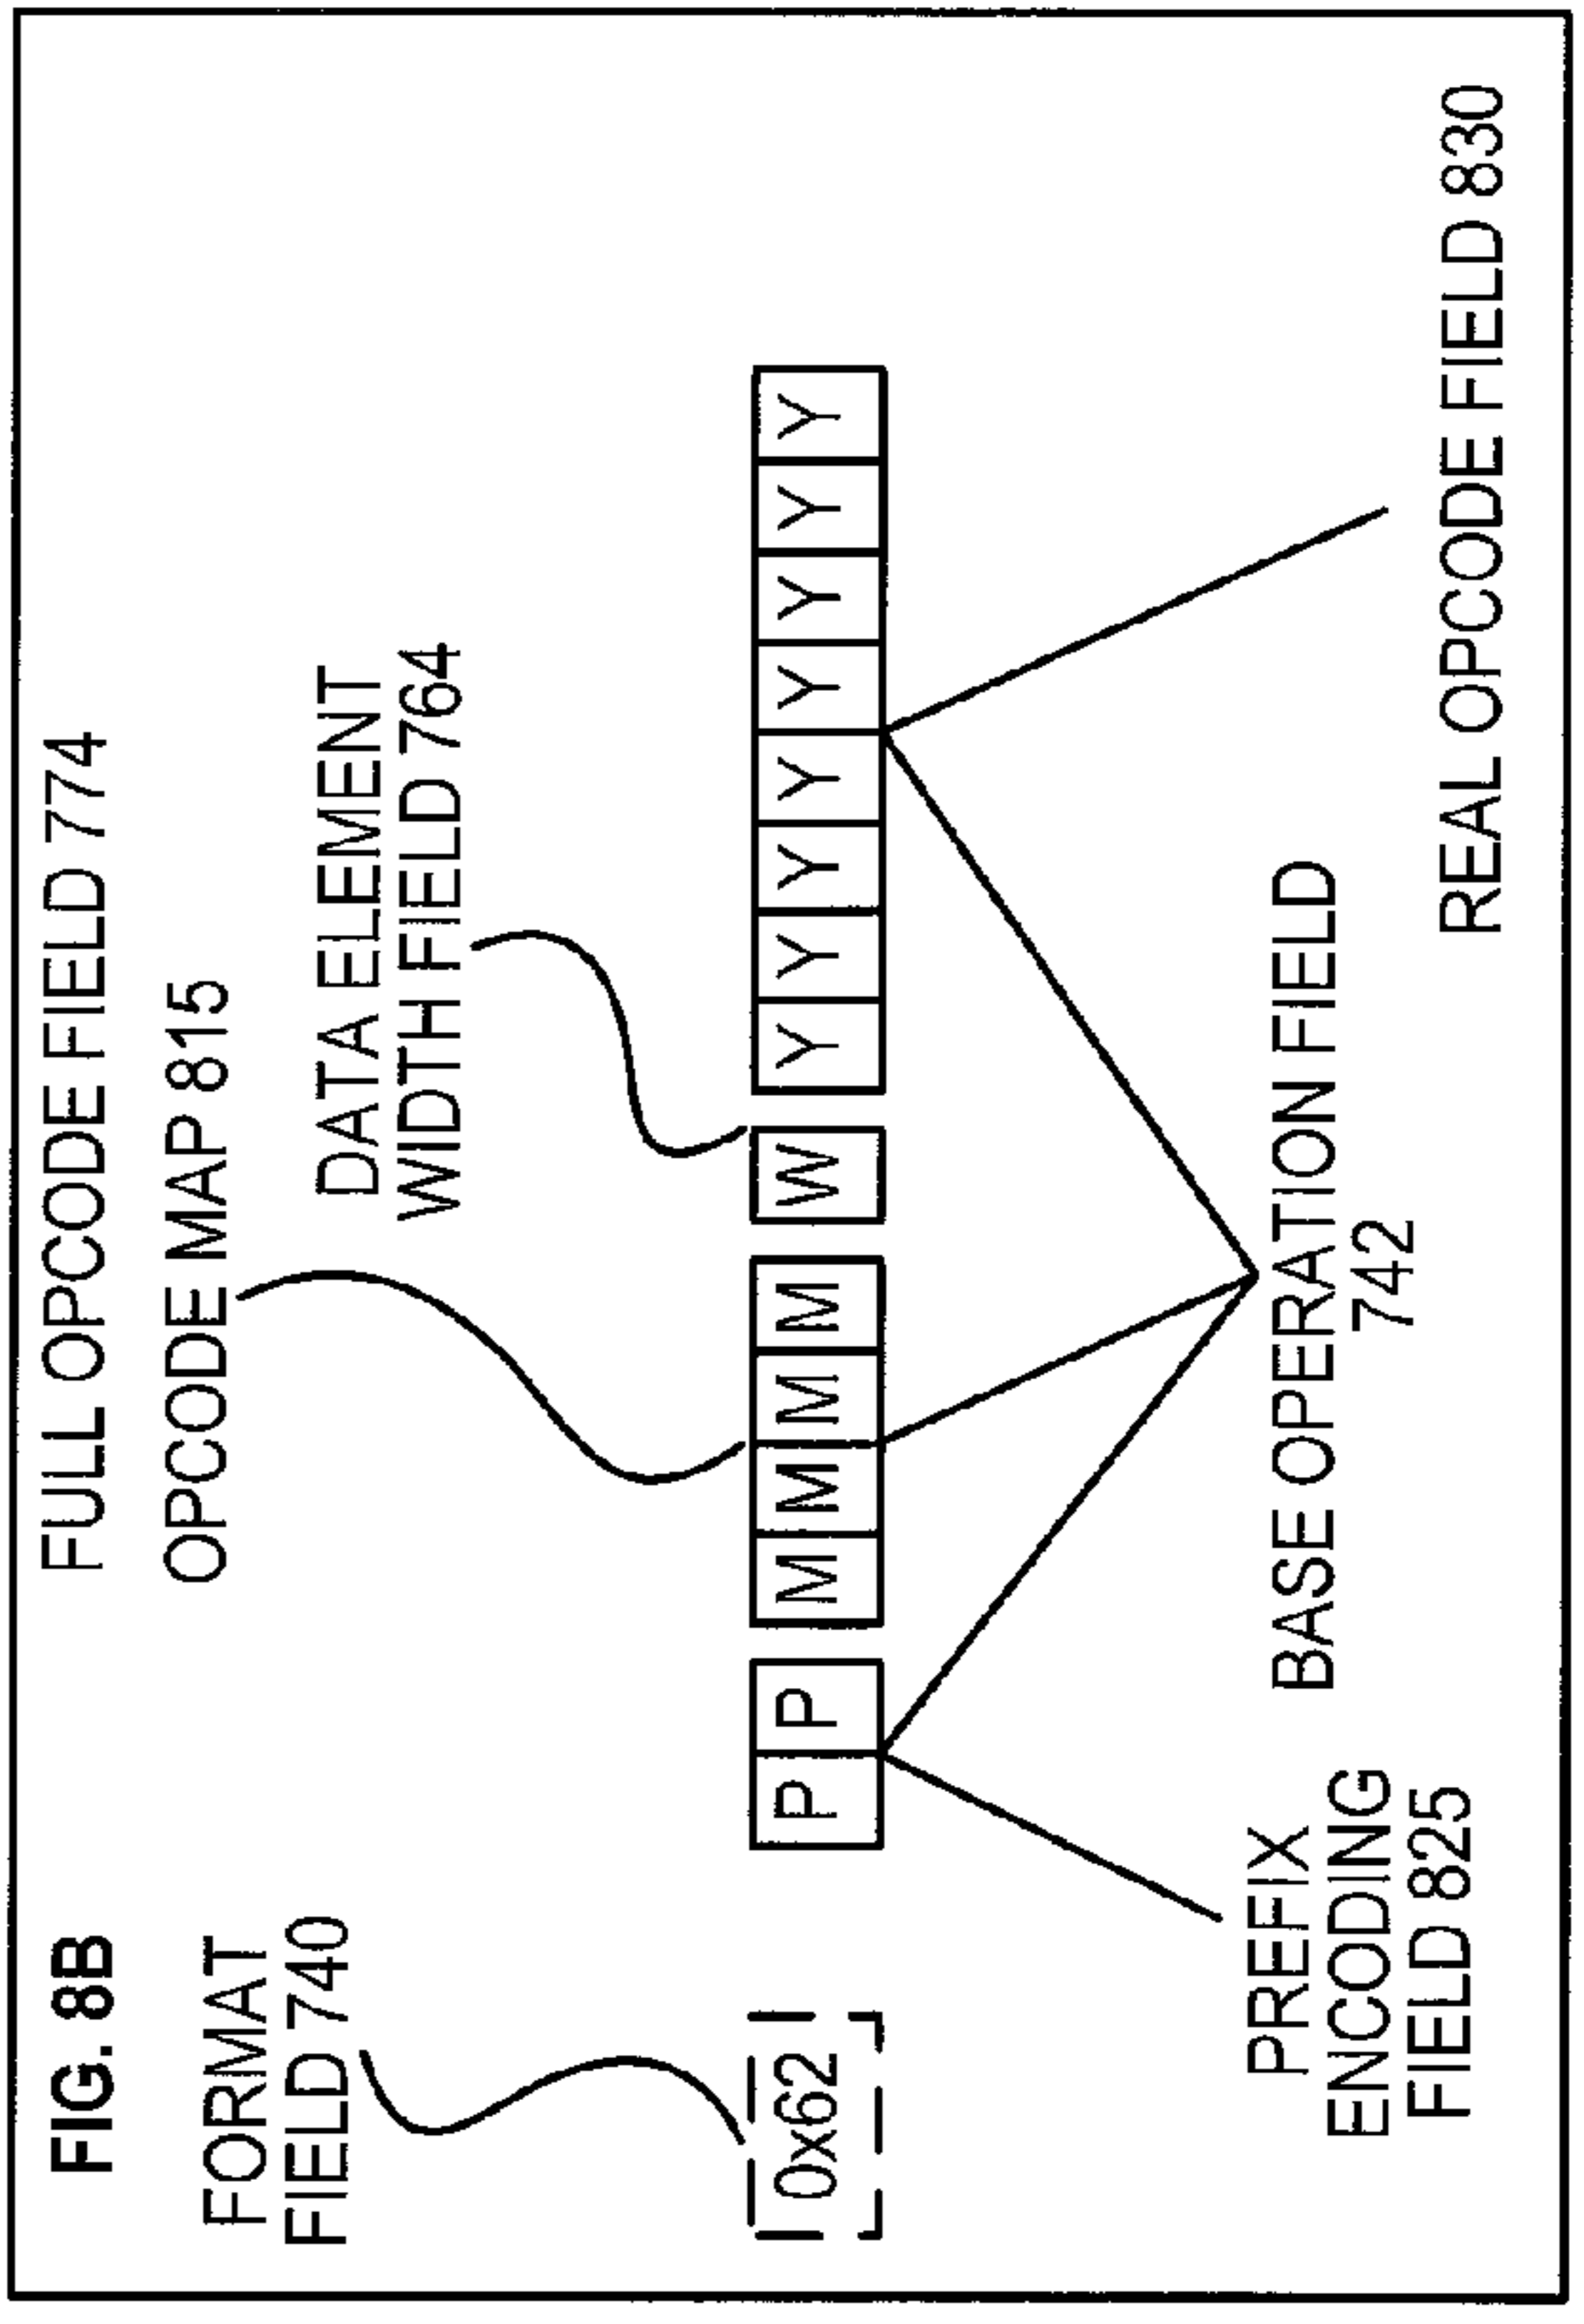 FIG. 8B
FULL OPCODE FIELD 774
FORMAT
FIELD 740
OPCODE MAP 815
DATA ELEMENT
WIDTH FIELD 764
0x62 P P M M M M W Y Y Y Y Y Y Y Y
PREFIX
ENCODING
FIELD 825
BASE OPERATION FIELD
742
REAL OPCODE FIELD 830